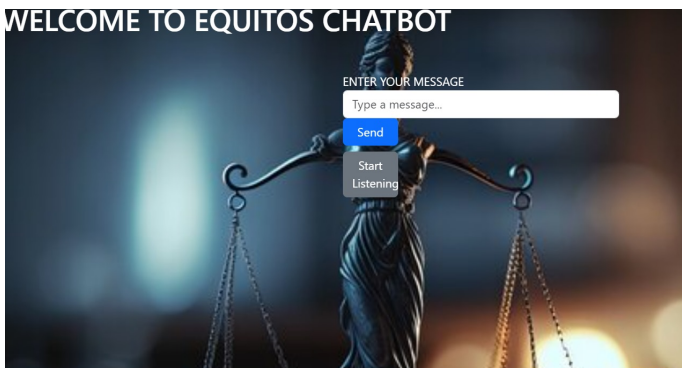 WELCOME TO EQUITOS CHATBOT
ENTER YOUR MESSAGE
Type a message...
Send
Start
Listening